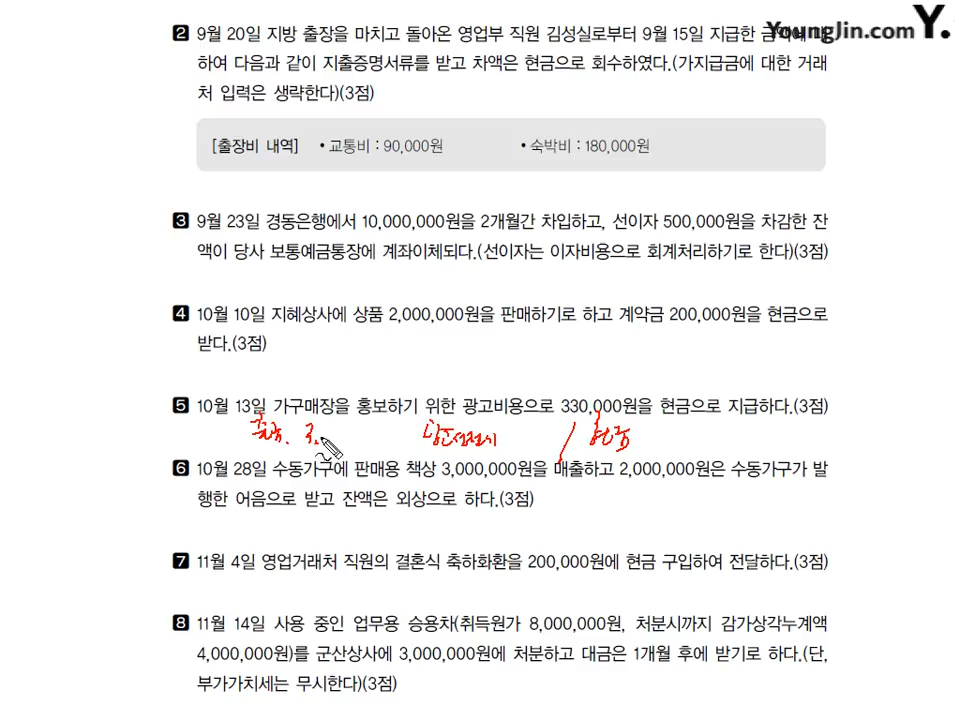 YoungJin.com Y.
2 9월 20일 지방 출장을 마치고 돌아온 영업부 직원 김성실로부터 9월 15일 지급한
하여 다음과 같이 지출증명서류를 받고 차액은 현금으로 회수하였다.(가지급금에 대한 거래
처 입력은 생략한다)(3점)
[출장비 내역] • 교통비 : 90,000원 • 숙박비 : 180,000원
3 9월 23일 경동은행에서 10,000,000원을 2개월간 차입하고, 선이자 500,000원을 차감한 잔
액이 당사 보통예금통장에 계좌이체되다.(선이자는 이자비용으로 회계처리하기로 한다)(3점)
4 10월 10일 지혜상사에 상품 2,000,000원을 판매하기로 하고 계약금 200,000원을 현금으로
받다.(3점)
5 10월 13일 가구매장을 홍보하기 위한 광고비용으로 330,000원을 현금으로 지급하다.(3점)
6 10월 28일 수동가구에 판매용 책상 3,000,000원을 매출하고 2,000,000원은 수동가구가 발
행한 어음으로 받고 잔액은 외상으로 하다.(3점)
7 11월 4일 영업거래처 직원의 결혼식 축하화환을 200,000원에 현금 구입하여 전달하다.(3점)
8 11월 14일 사용 중인 업무용 승용차(취득원가 8,000,000원, 처분시까지 감가상각누계액
4,000,000원)를 군산상사에 3,000,000원에 처분하고 대금은 1개월 후에 받기로 하다.(단,
부가가치세는 무시한다)(3점)